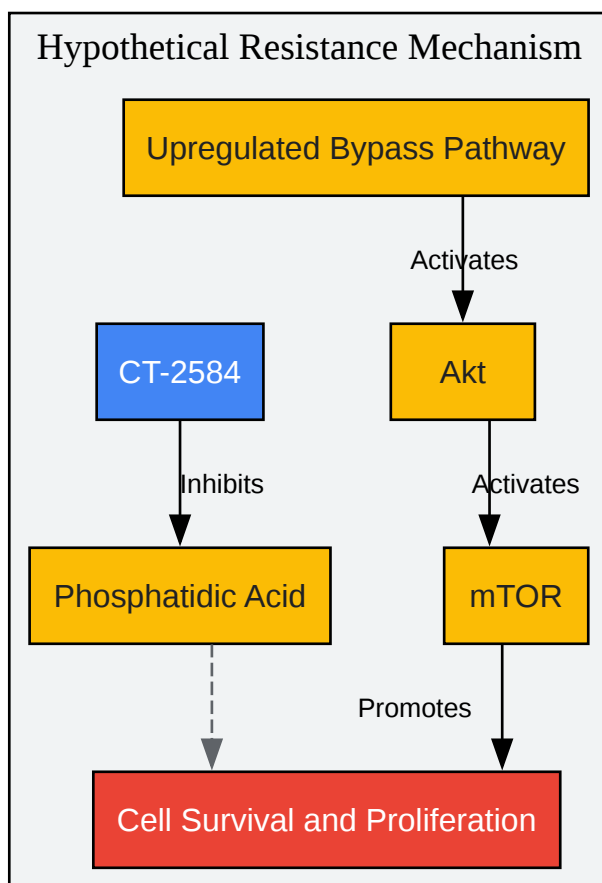 Hypothetical Resistance Mechanism
Upregulated Bypass Pathway
Activates
CT-2584
Akt
Inhibits
Activates
Phosphatidic Acid
mTOR
Promotes
Cell Survival and Proliferation